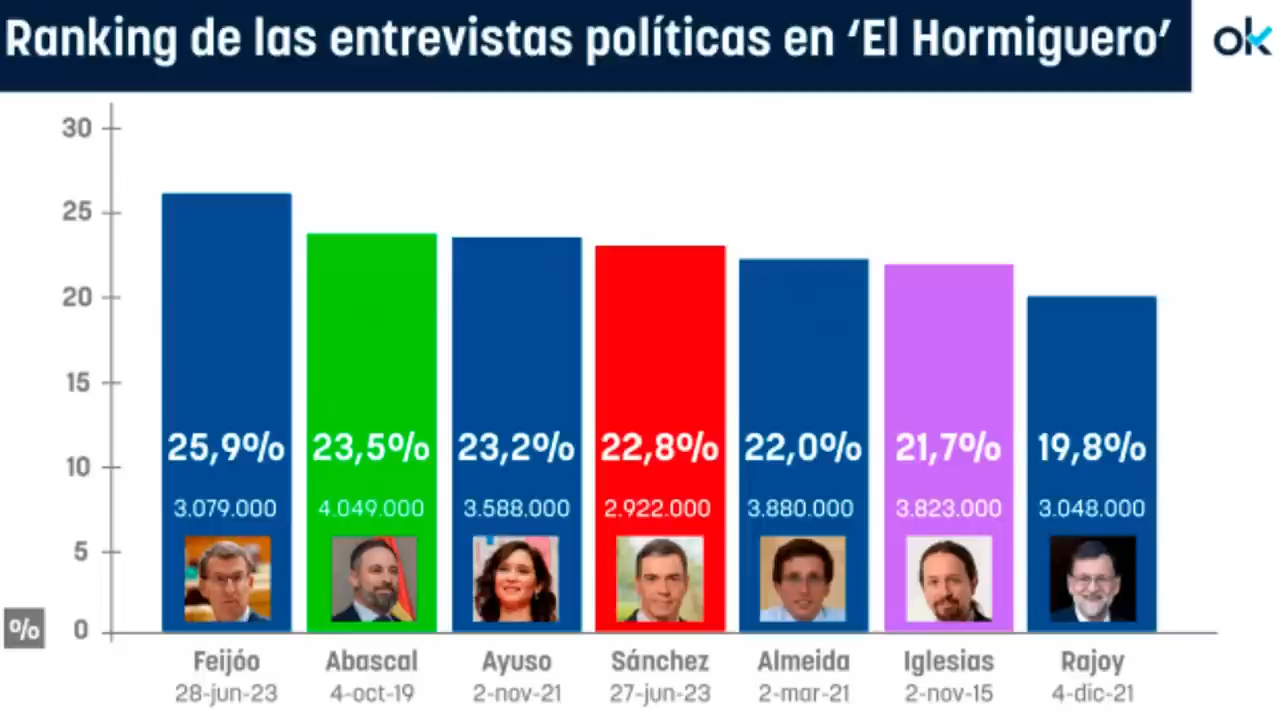 Ranking de las entrevistas políticas en ‘El Hormiguero’
ok
30
25
20
15
10
5
0
%
25,9% 23,5% 23,2% 22,8% 22,0% 21,7% 19,8%
3.079.000 4.049.000 3.588.000 2.922.000 3.880.000 3.823.000 3.048.000
Feijóo Abascal Ayuso Sánchez Almeida Iglesias Rajoy
28-jun-23 4-oct-19 2-nov-21 27-jun-23 2-mar-21 2-nov-15 4-dic-21